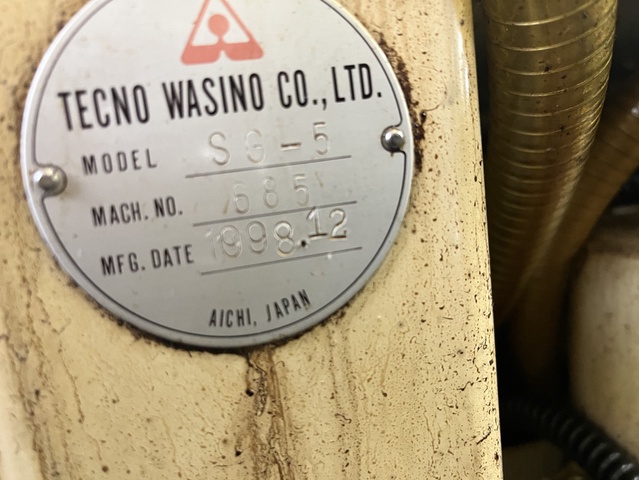 TECNO WASINO CO., LTD.
MODEL SG-5
MACH. NO. 685
MFG. DATE 1998.12
AICHI, JAPAN